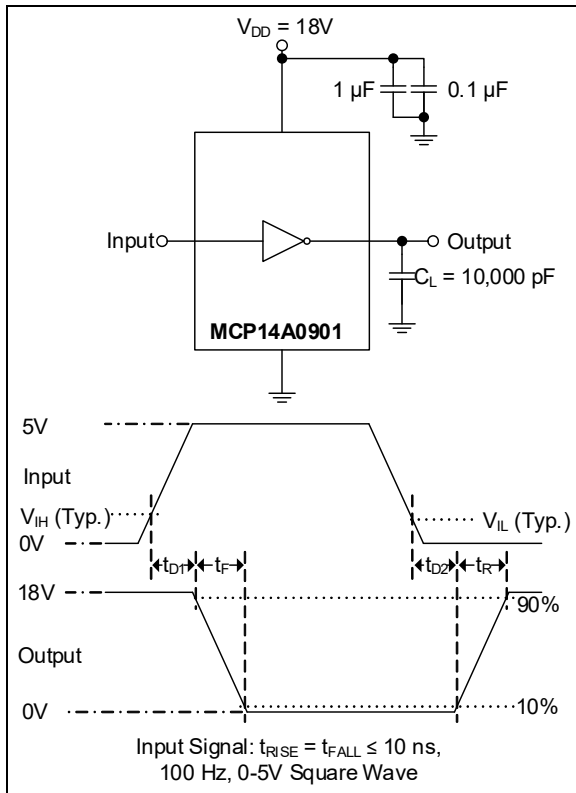 V_DD = 18V
1 µF
0.1 µF
Input
Output
C_L = 10,000 pF
MCP14A0901
5V
Input
V_IH (Typ.)
V_IL (Typ.)
0V
t_D1
t_F
t_D2
t_R
18V
90%
Output
0V
10%
Input Signal: t_RISE = t_FALL ≤ 10 ns,
100 Hz, 0-5V Square Wave